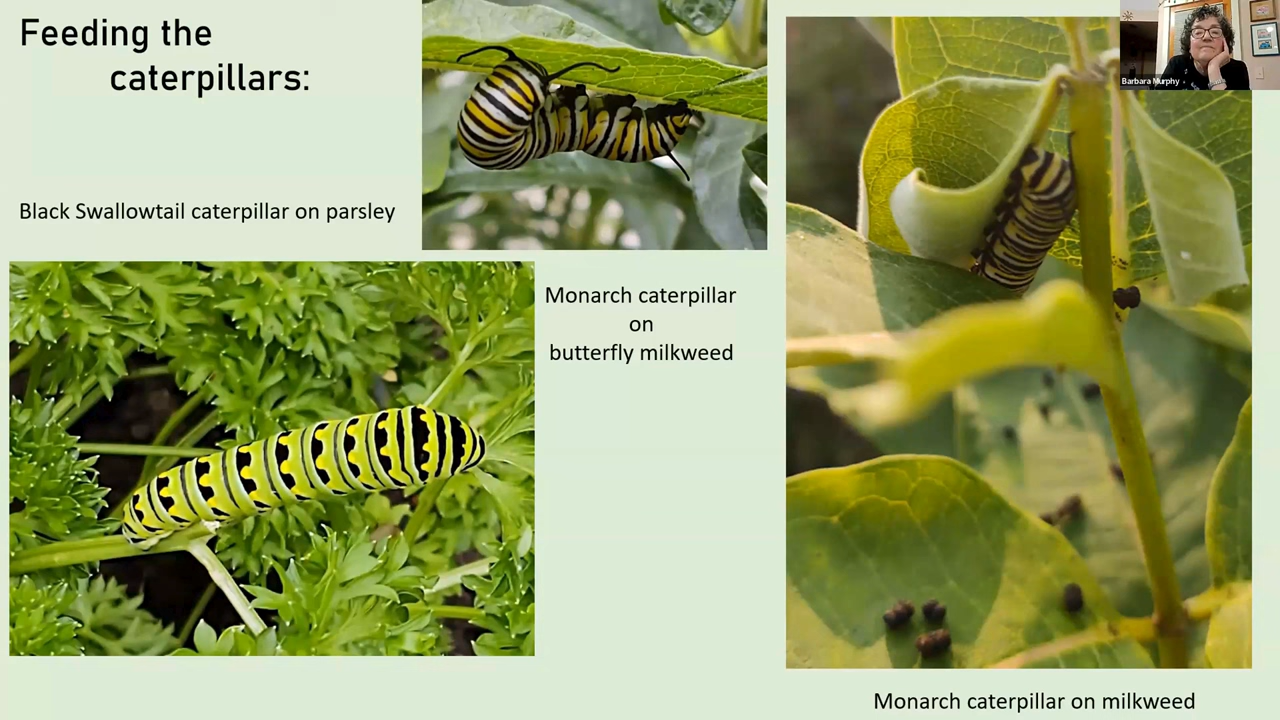 Feeding the
caterpillars:
Barbara Murphy
Black Swallowtail caterpillar on parsley
Monarch caterpillar
on
butterfly milkweed
Monarch caterpillar on milkweed